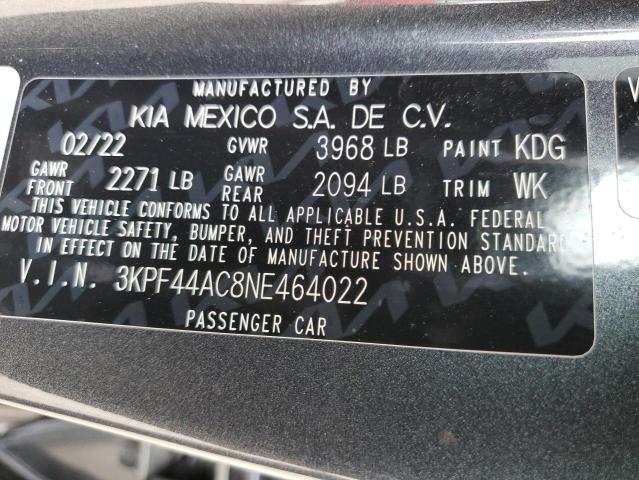 MANUFACTURED BY
KIA MEXICO S.A. DE C.V.
02/22 GVWR 3968 LB PAINT KDG
GAWR FRONT 2271 LB GAWR REAR 2094 LB TRIM WK
THIS VEHICLE CONFORMS TO ALL APPLICABLE U.S.A. FEDERAL
MOTOR VEHICLE SAFETY, BUMPER, AND THEFT PREVENTION STANDARD
IN EFFECT ON THE DATE OF MANUFACTURE SHOWN ABOVE.
V.I.N. 3KPF44AC8NE464022
PASSENGER CAR